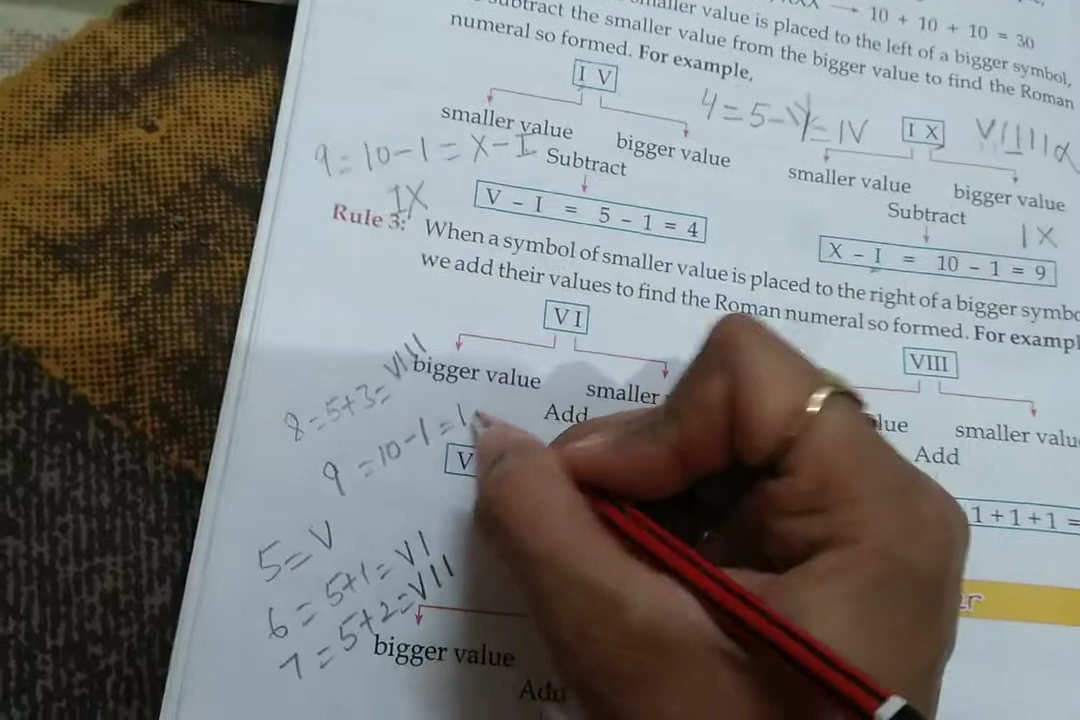 XXX → 10 + 10 + 10 = 30
smaller value is placed to the left of a bigger symbol,
subtract the smaller value from the bigger value to find the Roman
numeral so formed. For example,
I V
smaller value
bigger value
4 = 5 - = IV
I X
VIIII
smaller value
bigger value
9 = 10 - 1 = X - I
IX
Subtract
V - I = 5 - 1 = 4
Subtract
IX
X - I = 10 - 1 = 9
Rule 3: When a symbol of smaller value is placed to the right of a bigger
we add their values to find the Roman numeral so formed. For
V I
bigger value
smaller
Add
V
VIII
smaller
Add
1 + 1 + 1 =
8 = 5 + 3 = VIII
9 = 10 - 1 = I
5 = V
6 = 5 + 1 = VI
7 = 5 + 2 = VII
bigger value